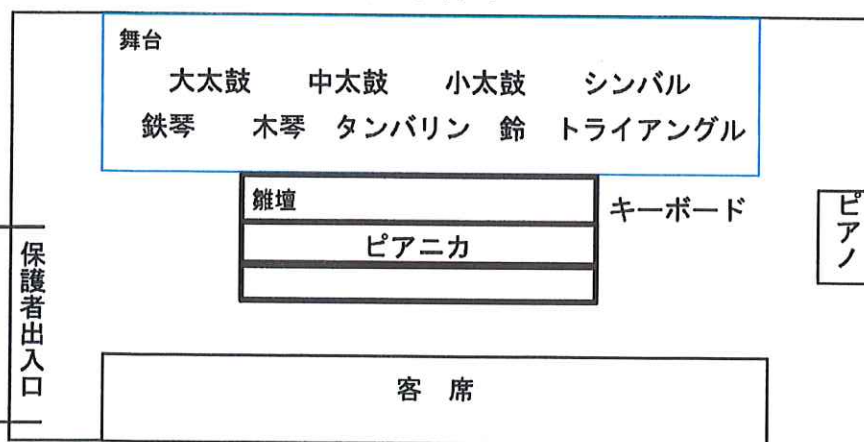 舞台
大太鼓 中太鼓 小太鼓 シンバル
鉄琴 木琴 タンバリン 鈴 トライアングル
雛壇
キーボード
ピアニカ
ピアノ
保護者出入口
客 席